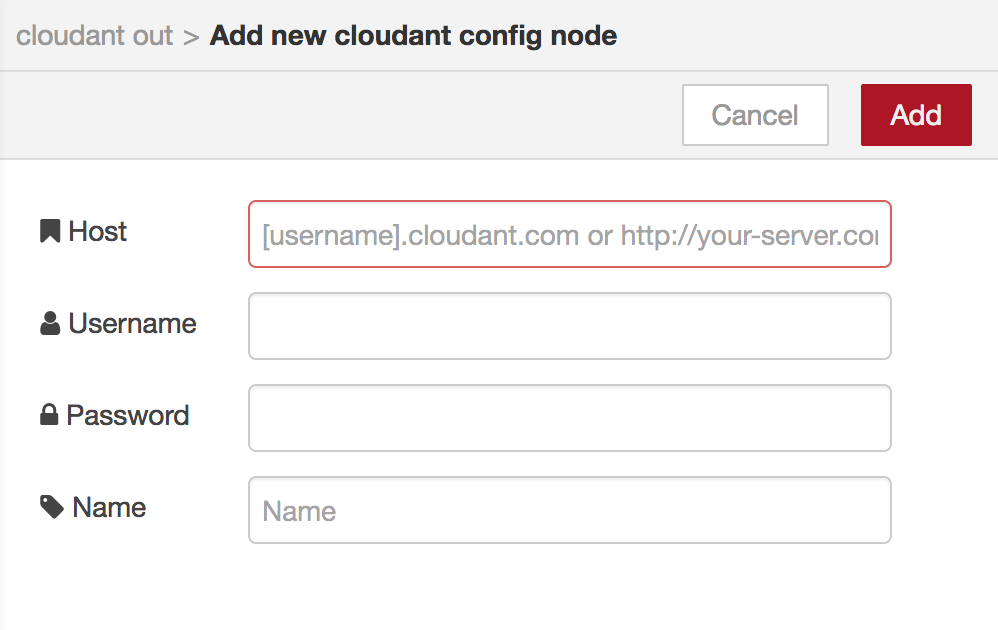 cloudant out > Add new cloudant config node
Cancel Add
Host [username].cloudant.com or http://your-server.co
Username
Password
Name Name